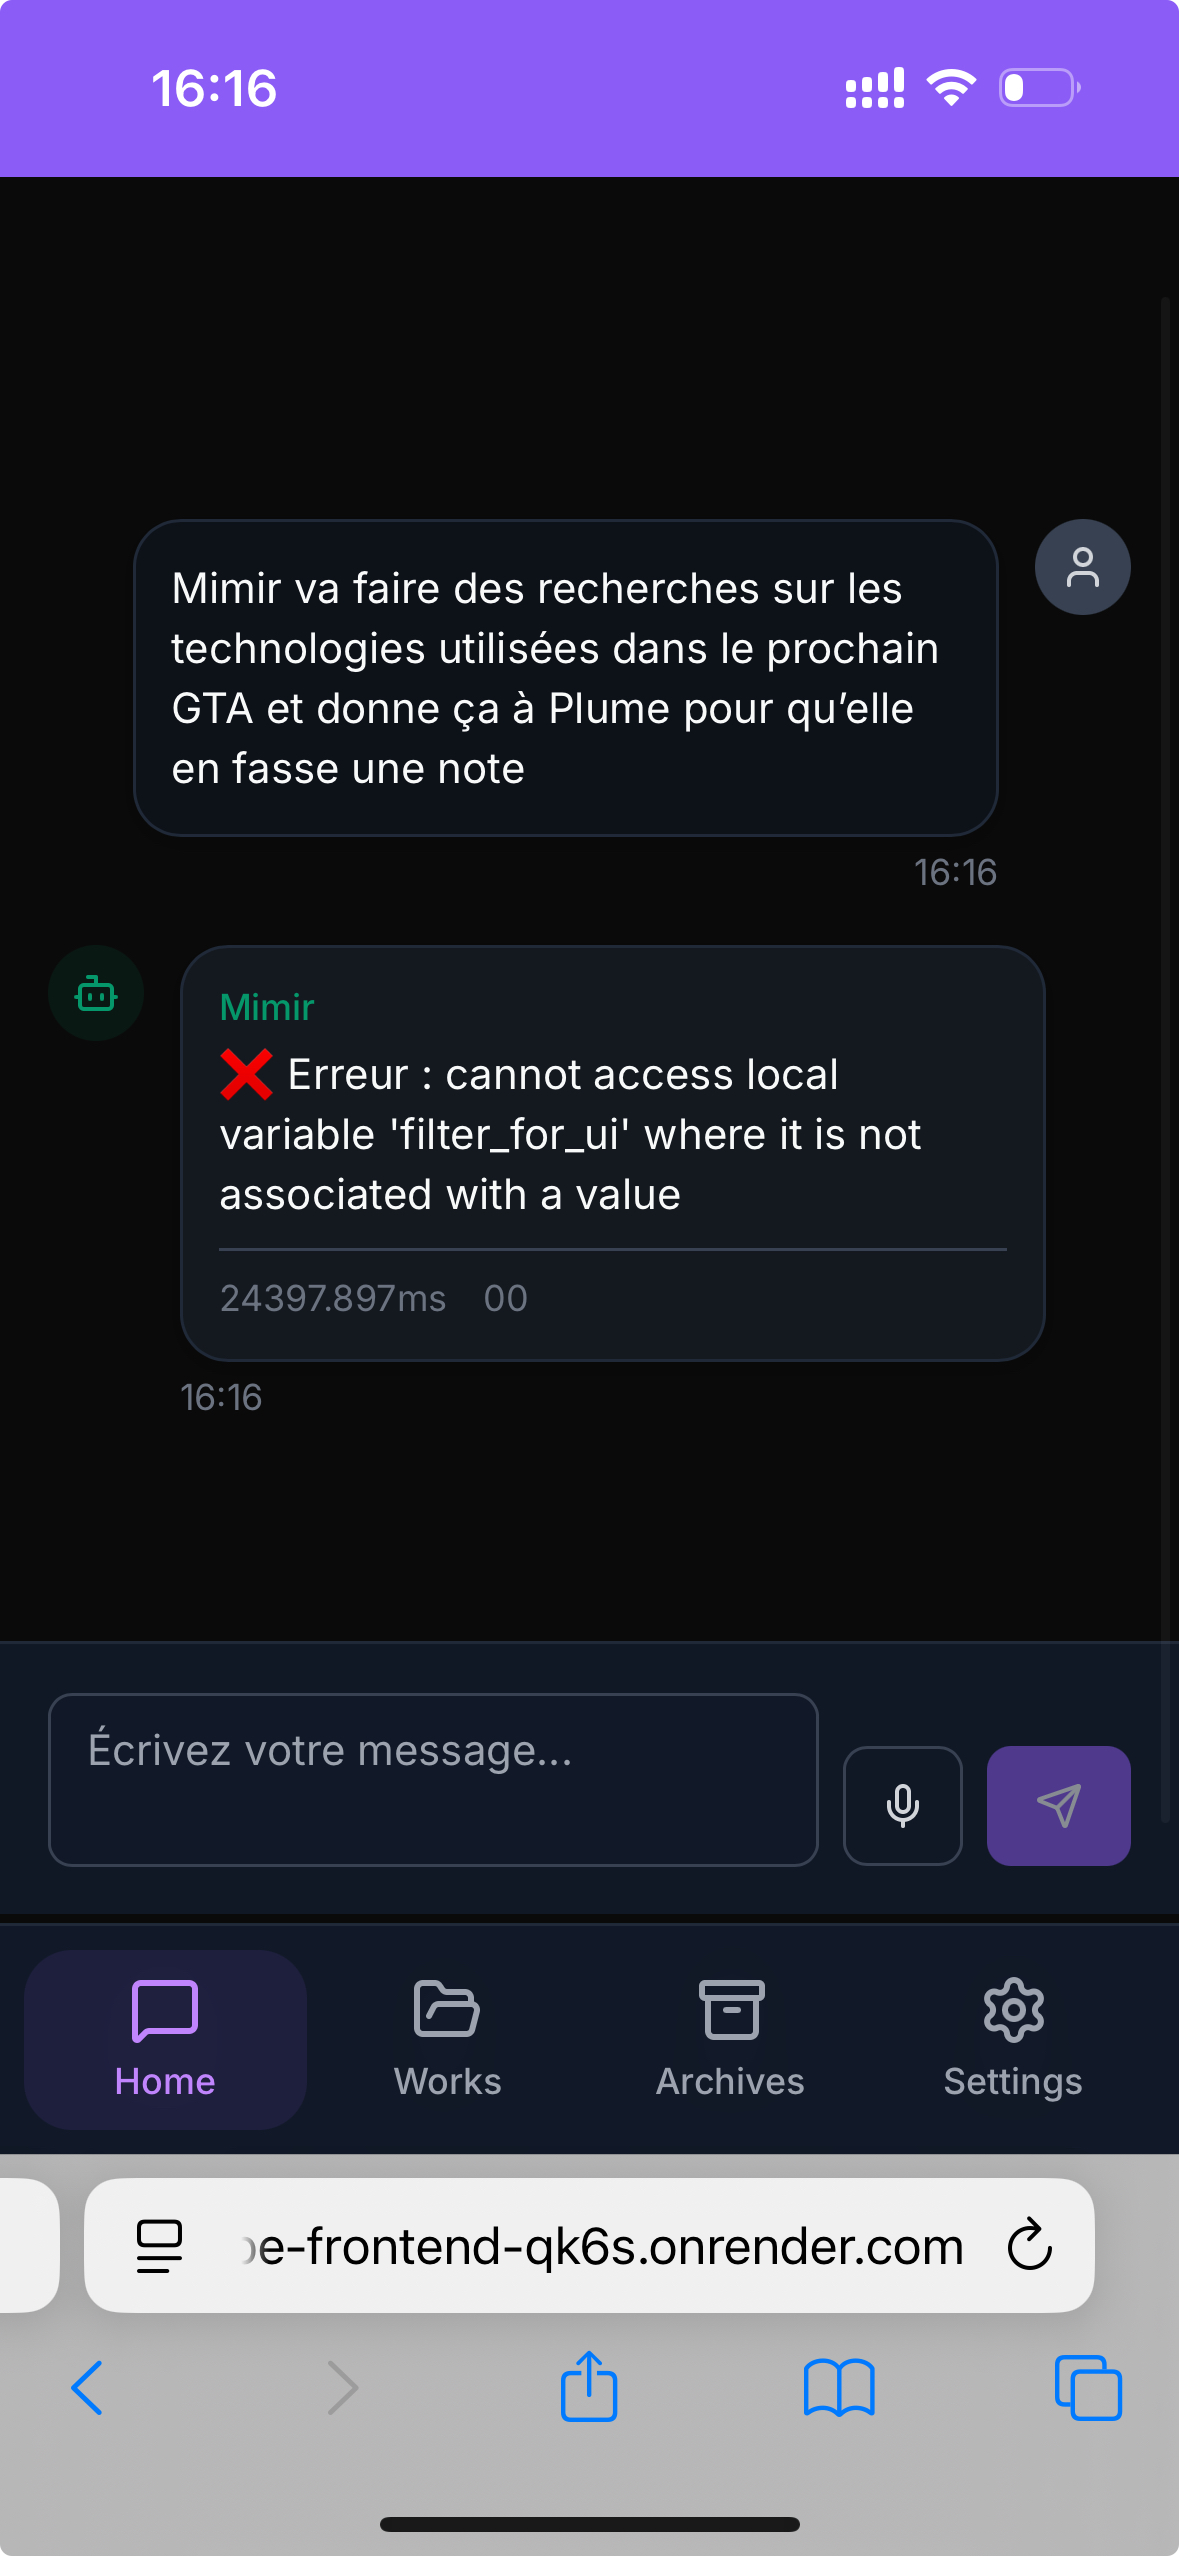 16:16
Mimir va faire des recherches sur les
technologies utilisées dans le prochain
GTA et donne ça à Plume pour qu’elle
en fasse une note
16:16
Mimir
❌ Erreur : cannot access local
variable 'filter_for_ui' where it is not
associated with a value
24397.897ms 00
16:16
Écrivez votre message...
Home
Works
Archives
Settings
e-frontend-qk6s.onrender.com